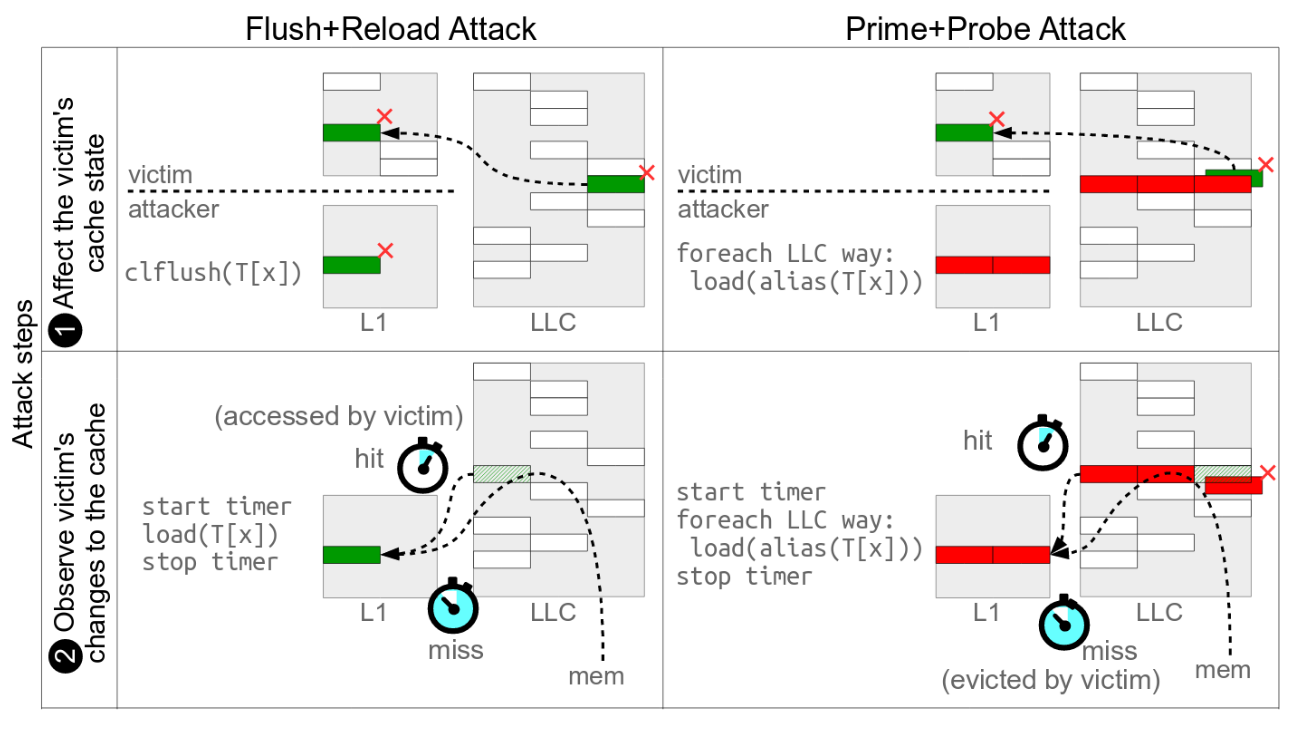 Flush+Reload Attack
Prime+Probe Attack
Attack steps
1 Affect the victim's
cache state
victim
attacker
clflush(T[x])
L1
LLC
victim
attacker
foreach LLC way:
load(alias(T[x]))
L1
LLC
2 Observe victim's
changes to the cache
(accessed by victim)
hit
start timer
load(T[x])
stop timer
L1
LLC
miss
mem
hit
start timer
foreach LLC way:
load(alias(T[x]))
stop timer
L1
LLC
miss
(evicted by victim)
mem